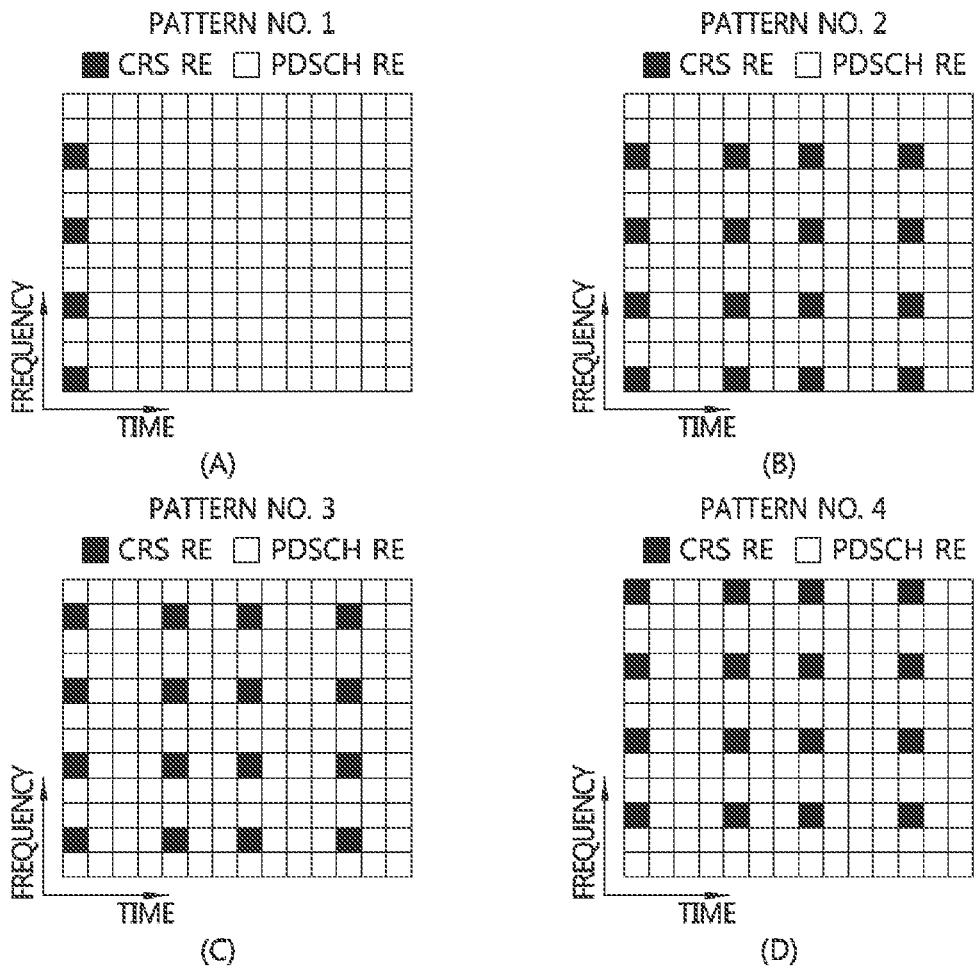 PATTERN NO. 1
CRS RE PDSCH RE
FREQUENCY
TIME
(A)
PATTERN NO. 2
CRS RE PDSCH RE
FREQUENCY
TIME
(B)
PATTERN NO. 3
CRS RE PDSCH RE
FREQUENCY
TIME
(C)
PATTERN NO. 4
CRS RE PDSCH RE
FREQUENCY
TIME
(D)